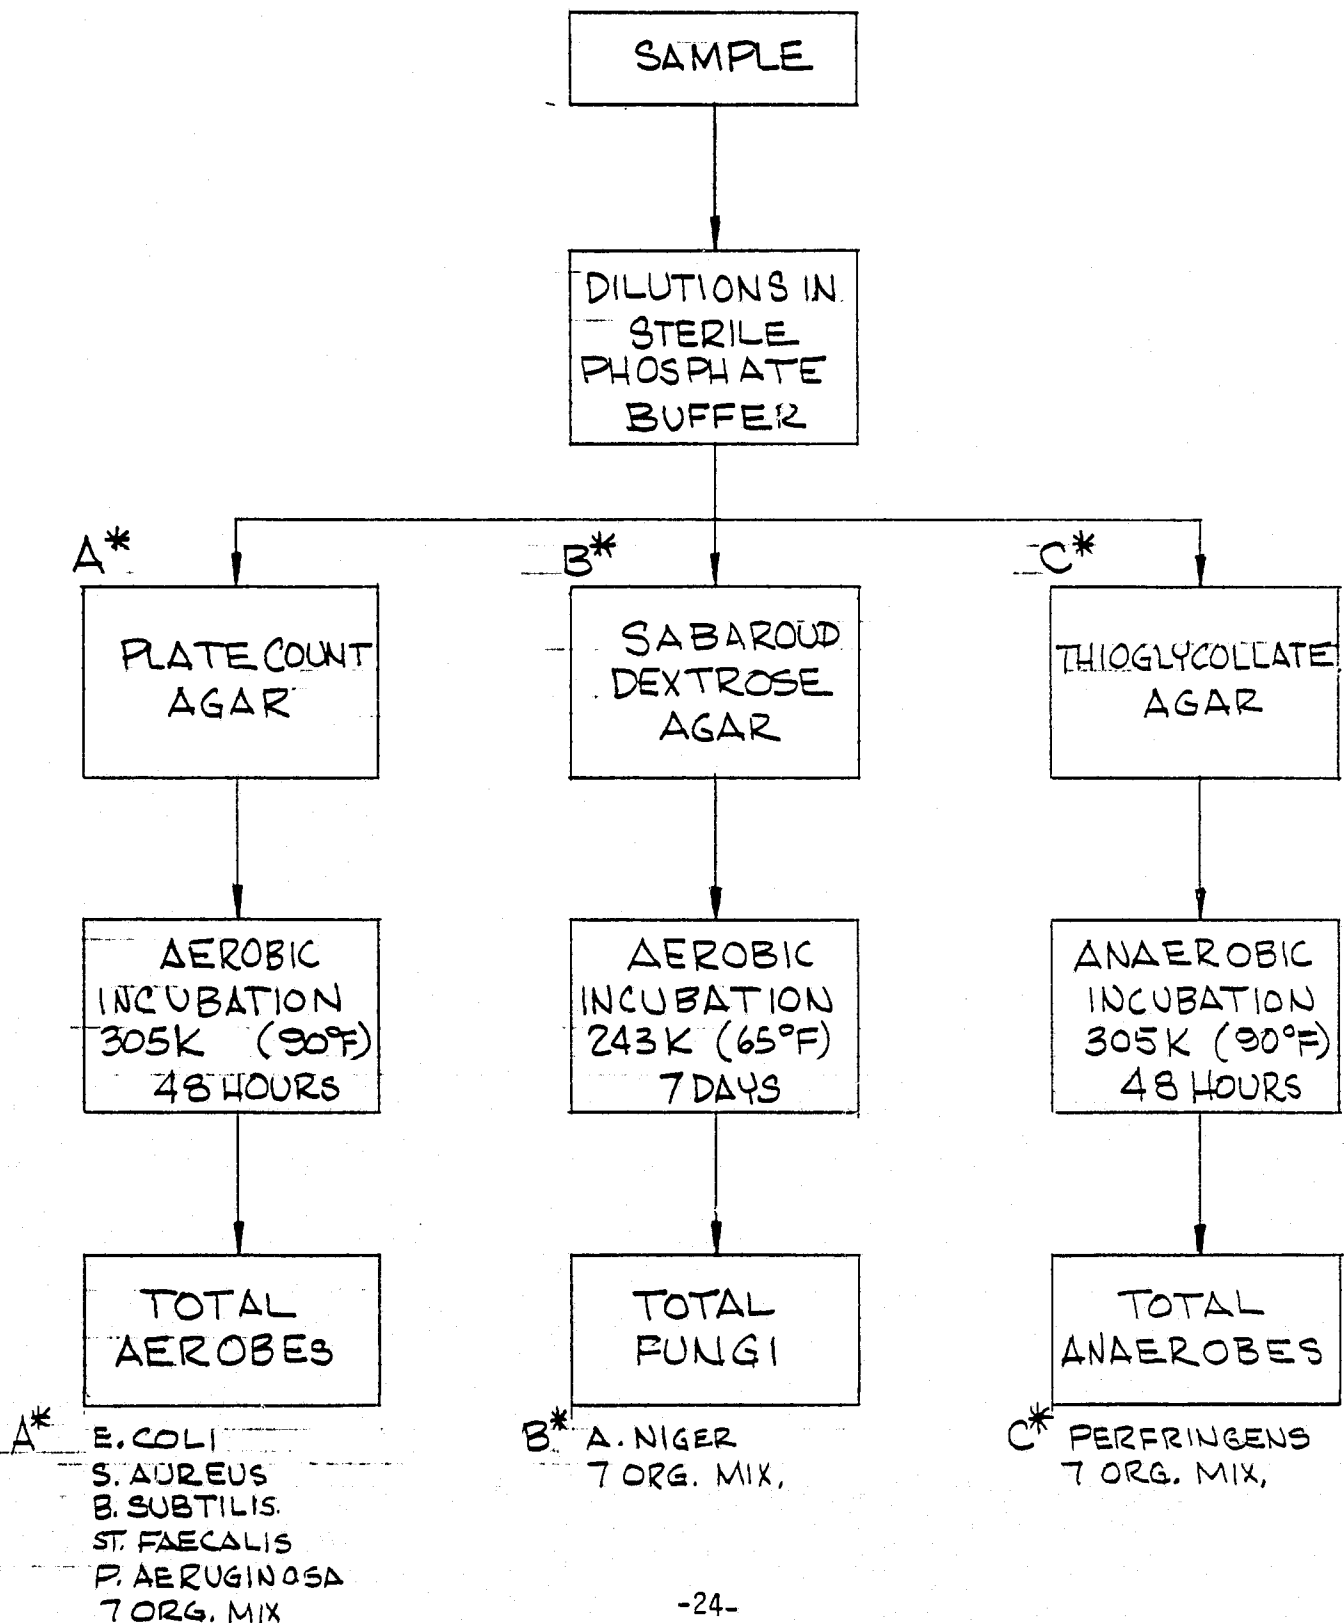 SAMPLE
DILUTIONS IN
STERILE
PHOSPHATE
BUFFER
A*
PLATE COUNT
AGAR
B*
SABAROUD
DEXTROSE
AGAR
C*
THIOGLYCOLLATE
AGAR
AEROBIC
INCUBATION
305K (90°F)
48 HOURS
AEROBIC
INCUBATION
243K (65°F)
7 DAYS
ANAEROBIC
INCUBATION
305K (90°F)
48 HOURS
TOTAL
AEROBES
TOTAL
FUNGI
TOTAL
ANAEROBES
A* E. COLI
S. AUREUS
B. SUBTILIS.
ST. FAECALIS
P. AERUGINOSA
7 ORG. MIX
B* A. NIGER
7 ORG. MIX,
C* PERFRINGENS
7 ORG. MIX,
-24-